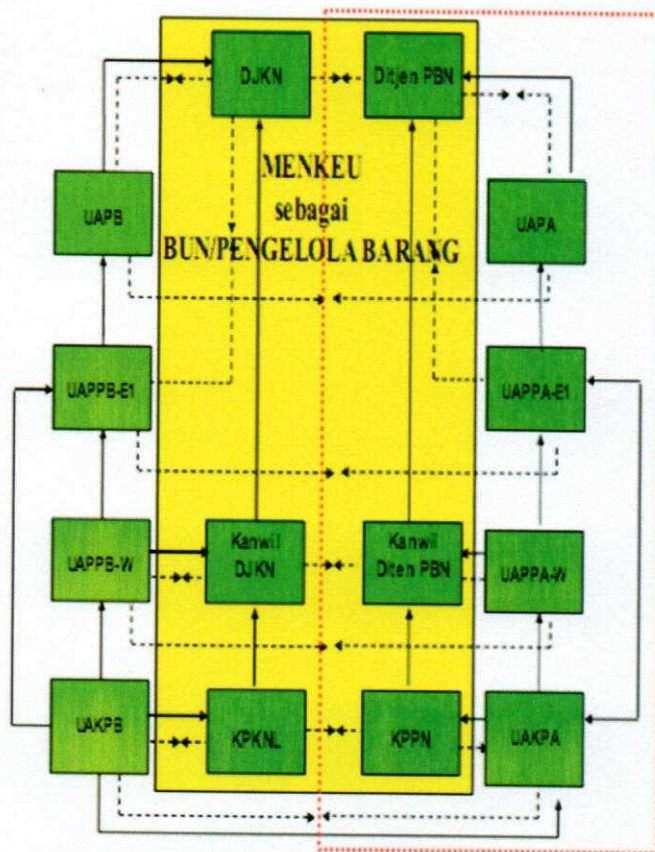 DJKN
Ditjen PBN
MENKEU
sebagai
BUN/PENGELOLA BARANG
UAPB
UAPA
UAPPB-E1
UAPPA-E1
UAPPB-W
Kanwil
DJKN
Kanwil
Diten PBN
UAPPA-W
UAKPB
KPKNL
KPPN
UAKPA